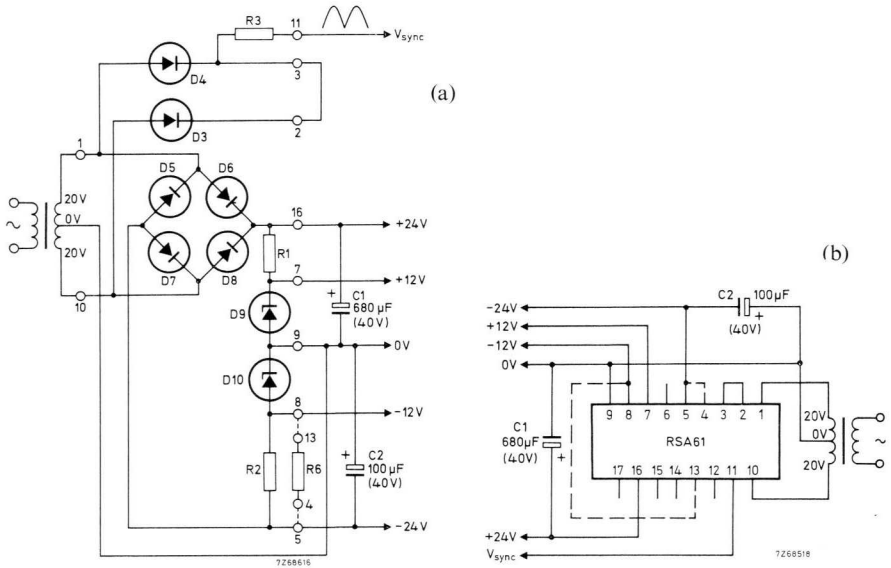 R3
11
Vsync
D4
3
(a)
D3
2
1
D5
D6
20V
0V
20V
~
16
+24V
R1
7
+12V
D7
D8
10
+
C1
680µF
(40V)
D9
9
0V
D10
8
-12V
13
R2
R6
C2
100µF
(40V)
+
4
5
-24V
7Z68616
(b)
C2
100µF
+
(40V)
-24V
+12V
-12V
0V
9 8 7 6 5 4 3 2 1
RSA61
17 16 15 14 13 12 11 10
C1
680µF
(40V)
+
20V
0V
20V
~
+24V
Vsync
7Z68518